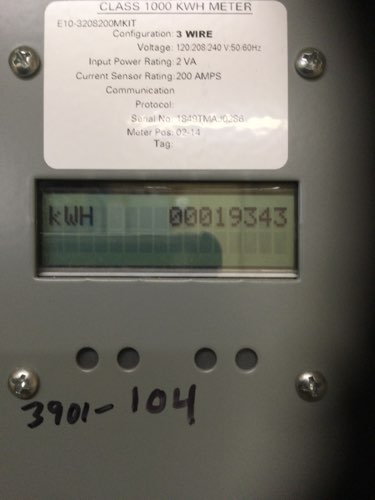 CLASS 1000 KWH METER
E10-3208200MKIT
Configuration: 3 WIRE
Voltage: 120/208-240 V:50/60Hz
Input Power Rating: 2 VA
Current Sensor Rating: 200 AMPS
Communication
Protocol:
Serial No:
Meter Pos: 02-14
Tag:
kWH 00019343
3901-104